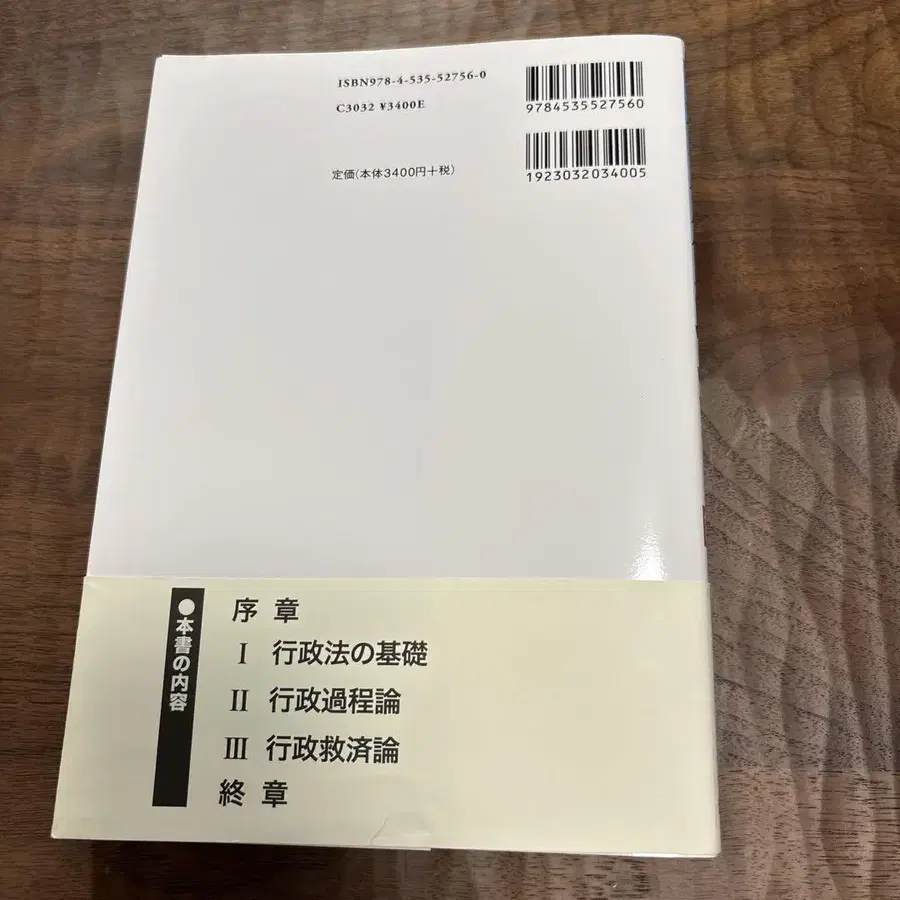 ISBN978-4-535-52756-0
C3032 ¥3400E
定価(本体3400円+税)
9784535527560
1923032034005
●本書の内容
序 章
Ⅰ 行政法の基礎
Ⅱ 行政過程論
Ⅲ 行政救済論
終 章